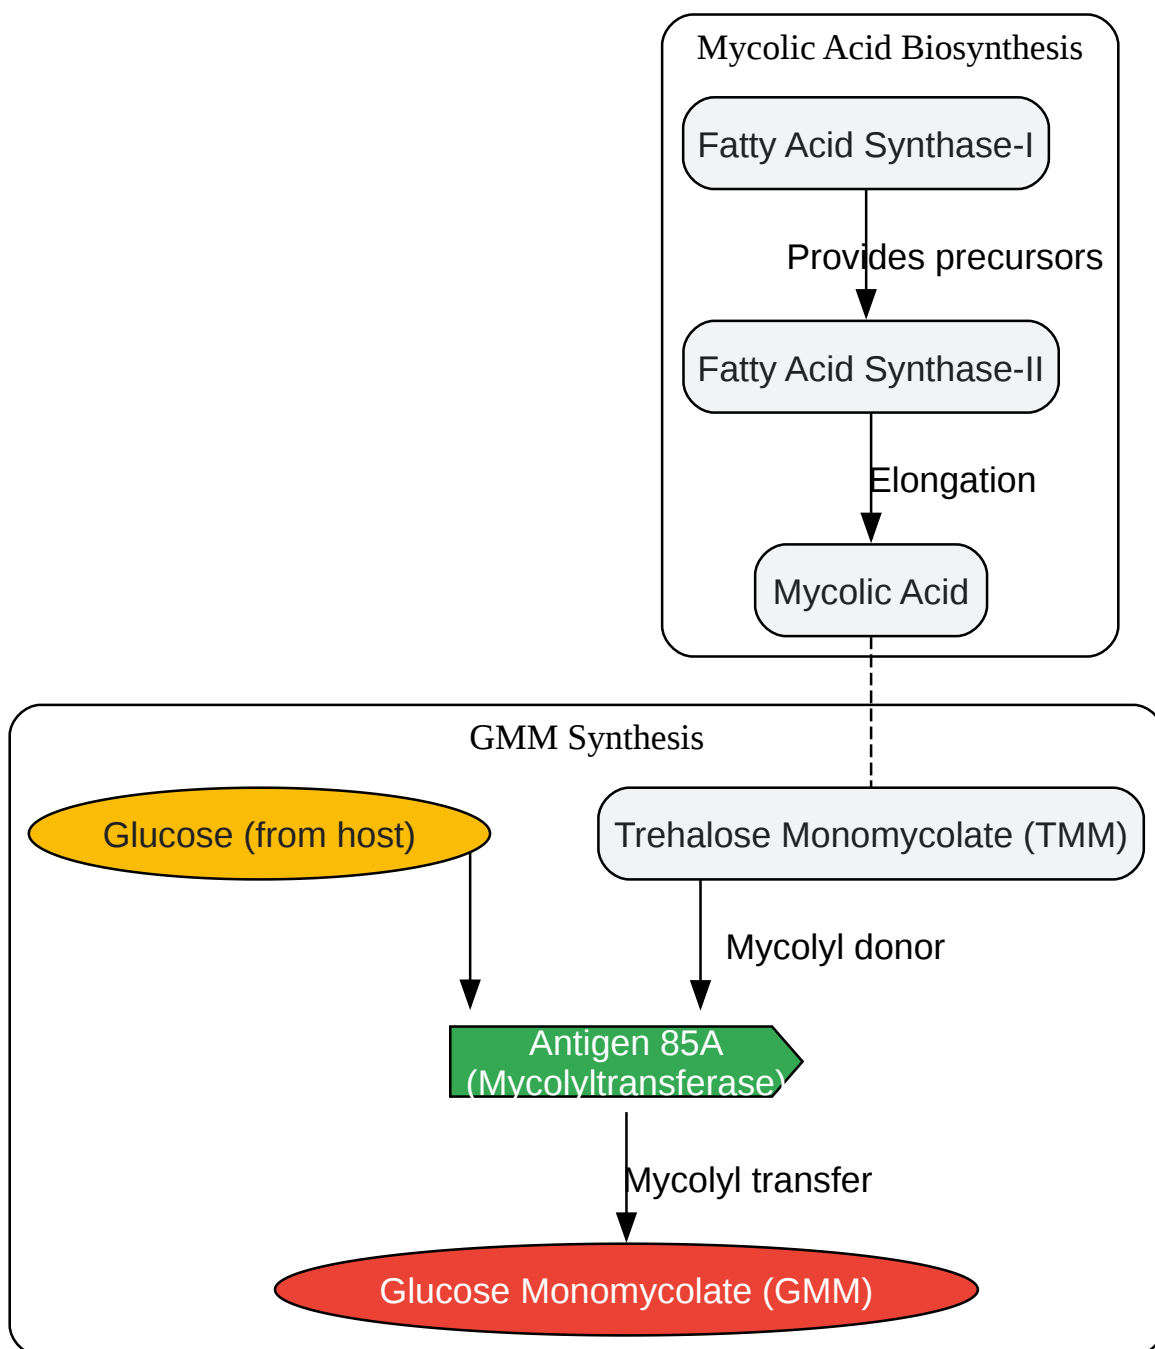 Mycolic Acid Biosynthesis
Fatty Acid Synthase-I
Provides precursors
Fatty Acid Synthase-II
Elongation
Mycolic Acid
GMM Synthesis
Glucose (from host)
Trehalose Monomycolate (TMM)
Mycolyl donor
Antigen 85A
(Mycolyltransferase)
Mycolyl transfer
Glucose Monomycolate (GMM)